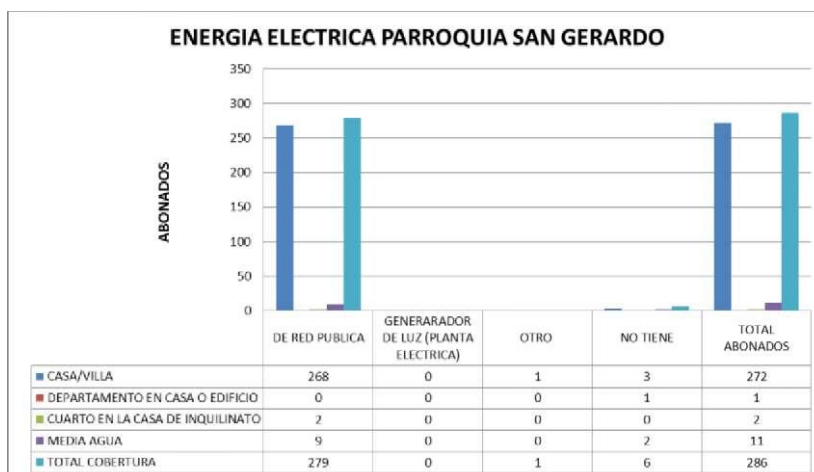 ENERGIA ELECTRICA PARROQUIA SAN GERARDO
350
300
250
200
150
100
50
0
ABONADOS
DE RED PUBLICA
GENERARADOR DE LUZ (PLANTA ELECTRICA)
OTRO
NO TIENE
TOTAL ABONADOS
CASA/VILLA 268 0 1 3 272
DEPARTAMENTO EN CASA O EDIFICIO 0 0 0 1 1
CUARTO EN LA CASA DE INQUILINATO 2 0 0 0 2
MEDIA AGUA 9 0 0 2 11
TOTAL COBERTURA 279 0 1 6 286